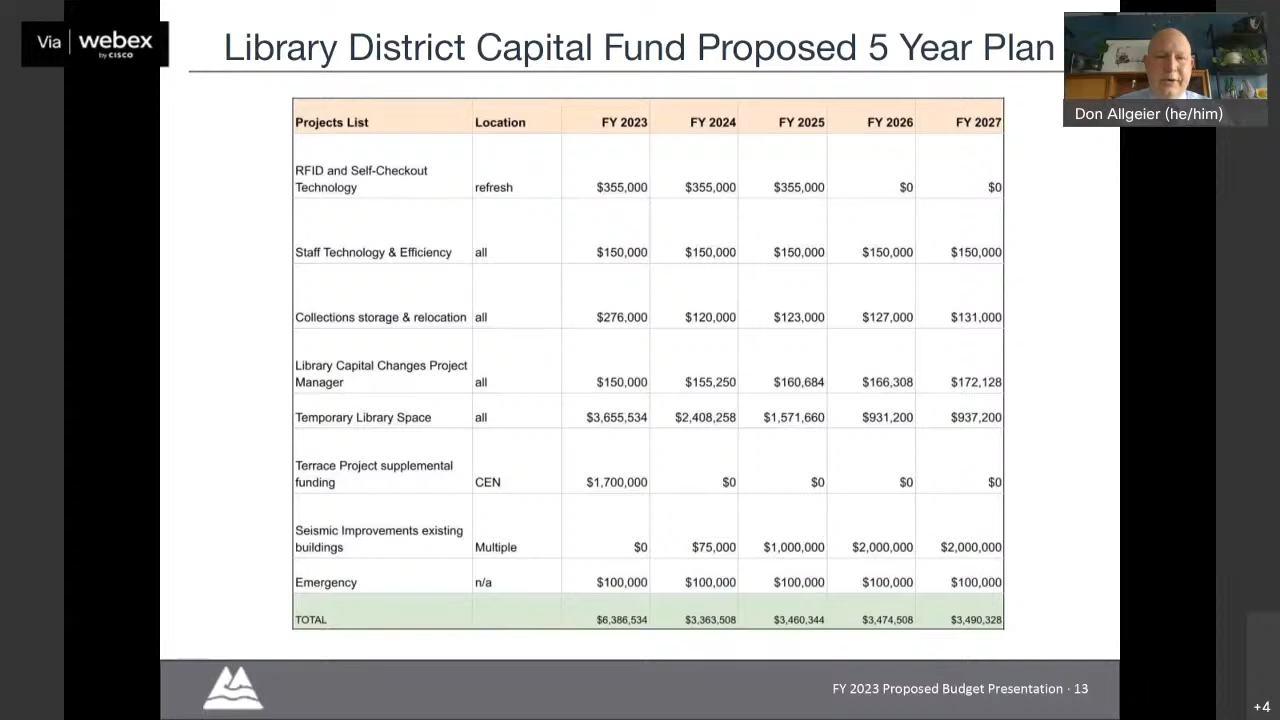 Via webex
by CISCO
Library District Capital Fund Proposed 5 Year Plan
Don Allgeier (he/him)
Projects List Location FY 2023 FY 2024 FY 2025 FY 2026 FY 2027
RFID and Self-Checkout
Technology refresh $355,000 $355,000 $355,000 $0 $0
Staff Technology & Efficiency all $150,000 $150,000 $150,000 $150,000 $150,000
Collections storage & relocation all $276,000 $120,000 $123,000 $127,000 $131,000
Library Capital Changes Project
Manager all $150,000 $155,250 $160,684 $166,308 $172,128
Temporary Library Space all $3,655,534 $2,408,258 $1,571,660 $931,200 $937,200
Terrace Project supplemental
funding CEN $1,700,000 $0 $0 $0 $0
Seismic Improvements existing
buildings Multiple $0 $75,000 $1,000,000 $2,000,000 $2,000,000
Emergency n/a $100,000 $100,000 $100,000 $100,000 $100,000
TOTAL $6,386,534 $3,363,508 $3,460,344 $3,474,508 $3,490,328
FY 2023 Proposed Budget Presentation · 13
+4